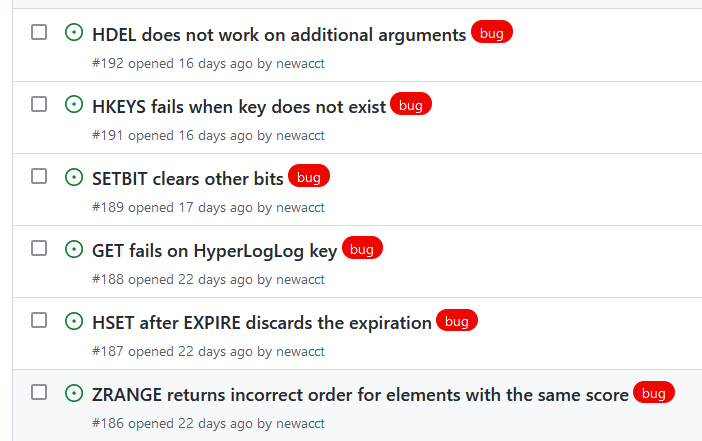 HDEL does not work on additional arguments bug
#192 opened 16 days ago by newacct
HKEYS fails when key does not exist bug
#191 opened 16 days ago by newacct
SETBIT clears other bits bug
#189 opened 17 days ago by newacct
GET fails on HyperLogLog key bug
#188 opened 22 days ago by newacct
HSET after EXPIRE discards the expiration bug
#187 opened 22 days ago by newacct
ZRANGE returns incorrect order for elements with the same score bug
#186 opened 22 days ago by newacct